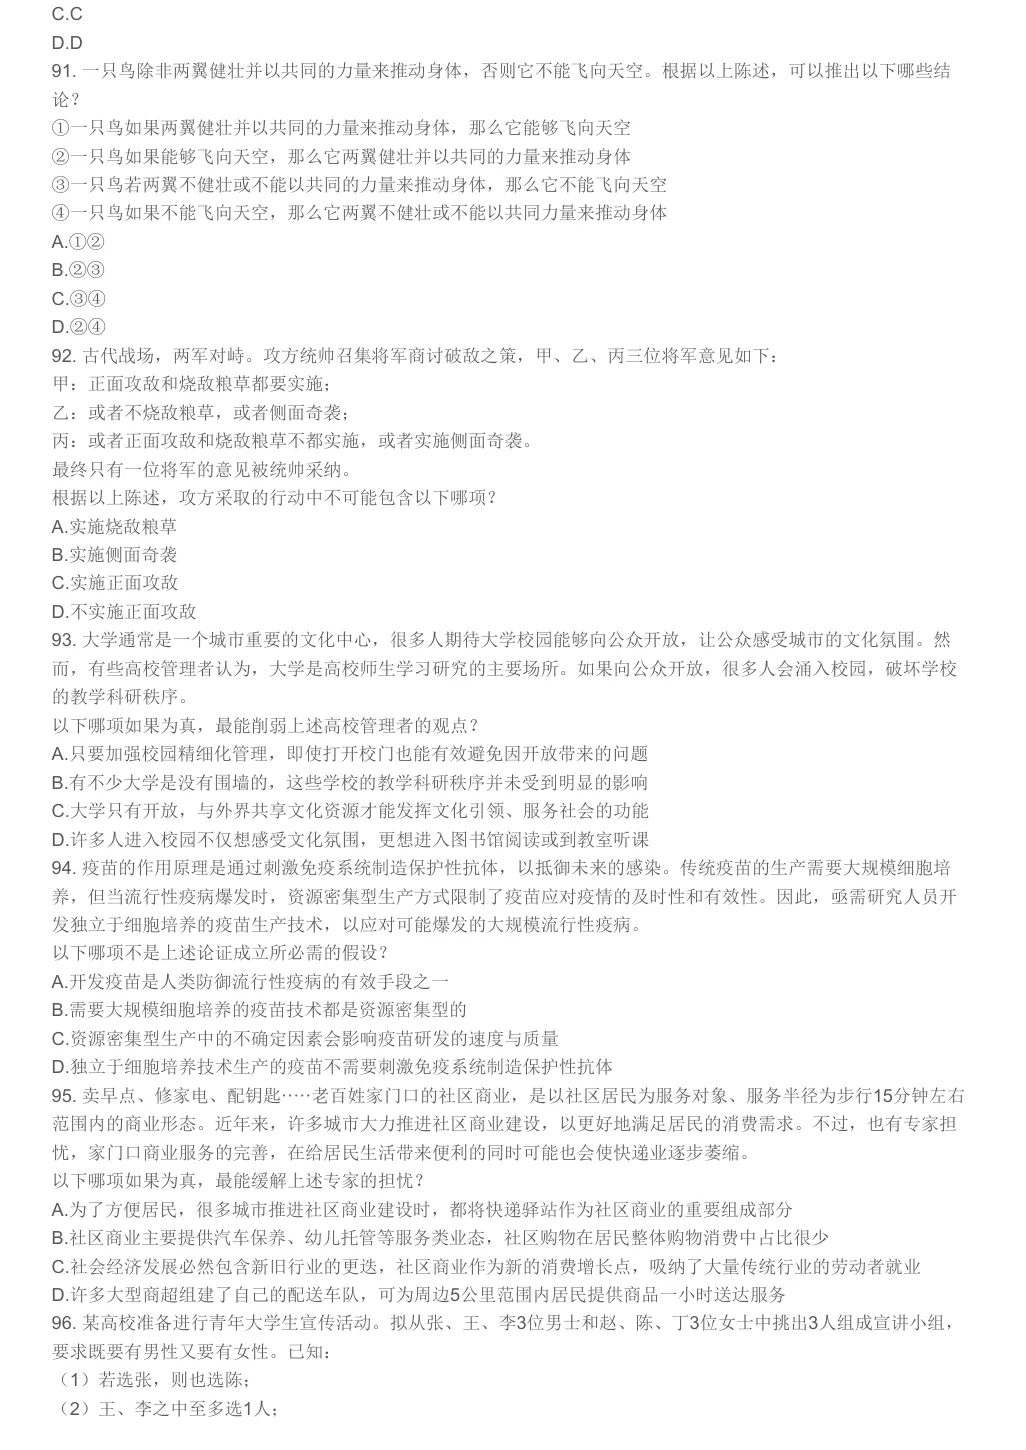 C.C
D.D
91. 一只鸟除非两翼健壮并以共同的力量来推动身体，否则它不能飞向天空。根据以上陈述，可以推出以下哪些结
论？
①一只鸟如果两翼健壮并以共同的力量来推动身体，那么它能够飞向天空
②一只鸟如果能够飞向天空，那么它两翼健壮并以共同的力量来推动身体
③一只鸟若两翼不健壮或不能以共同的力量来推动身体，那么它不能飞向天空
④一只鸟如果不能飞向天空，那么它两翼不健壮或不能以共同力量来推动身体
A.①②
B.②③
C.③④
D.②④
92. 古代战场，两军对峙。攻方统帅召集将军商讨破敌之策，甲、乙、丙三位将军意见如下：
甲：正面攻敌和烧敌粮草都要实施；
乙：或者不烧敌粮草，或者侧面奇袭；
丙：或者正面攻敌和烧敌粮草不都实施，或者实施侧面奇袭。
最终只有一位将军的意见被统帅采纳。
根据以上陈述，攻方采取的行动中不可能包含以下哪项？
A.实施烧敌粮草
B.实施侧面奇袭
C.实施正面攻敌
D.不实施正面攻敌
93. 大学通常是一个城市重要的文化中心，很多人期待大学校园能够向公众开放，让公众感受城市的文化氛围。然
而，有些高校管理者认为，大学是高校师生学习研究的主要场所。如果向公众开放，很多人会涌入校园，破坏学校
的教学科研秩序。
以下哪项如果为真，最能削弱上述高校管理者的观点？
A.只要加强校园精细化管理，即使打开校门也能有效避免因开放带来的问题
B.有不少大学是没有围墙的，这些学校的教学科研秩序并未受到明显的影响
C.大学只有开放，与外界共享文化资源才能发挥文化引领、服务社会的功能
D.许多人进入校园不仅想感受文化氛围，更想进入图书馆阅读或到教室听课
94. 疫苗的作用原理是通过刺激免疫系统制造保护性抗体，以抵御未来的感染。传统疫苗的生产需要大规模细胞培
养，但当流行性疫病爆发时，资源密集型生产方式限制了疫苗应对疫情的及时性和有效性。因此，亟需研究人员开
发独立于细胞培养的疫苗生产技术，以应对可能爆发的大规模流行性疫病。
以下哪项不是上述论证成立所必需的假设？
A.开发疫苗是人类防御流行性疫病的有效手段之一
B.需要大规模细胞培养的疫苗技术都是资源密集型的
C.资源密集型生产中的不确定因素会影响疫苗研发的速度与质量
D.独立于细胞培养技术生产的疫苗不需要刺激免疫系统制造保护性抗体
95. 卖早点、修家电、配钥匙·····老百姓家门口的社区商业，是以社区居民为服务对象、服务半径为步行15分钟左右
范围内的商业形态。近年来，许多城市大力推进社区商业建设，以更好地满足居民的消费需求。不过，也有专家担
忧，家门口商业服务的完善，在给居民生活带来便利的同时可能也会使快递业逐步萎缩。
以下哪项如果为真，最能缓解上述专家的担忧？
A.为了方便居民，很多城市推进社区商业建设时，都将快递驿站作为社区商业的重要组成部分
B.社区商业主要提供汽车保养、幼儿托管等服务类业态，社区购物在居民整体购物消费中占比很少
C.社会经济发展必然包含新旧行业的更迭，社区商业作为新的消费增长点，吸纳了大量传统行业的劳动者就业
D.许多大型商超组建了自己的配送车队，可为周边5公里范围内居民提供商品一小时送达服务
96. 某高校准备进行青年大学生宣传活动。拟从张、王、李3位男士和赵、陈、丁3位女士中挑出3人组成宣讲小组，
要求既要有男性又要有女性。已知：
（1）若选张，则也选陈；
（2）王、李之中至多选1人；